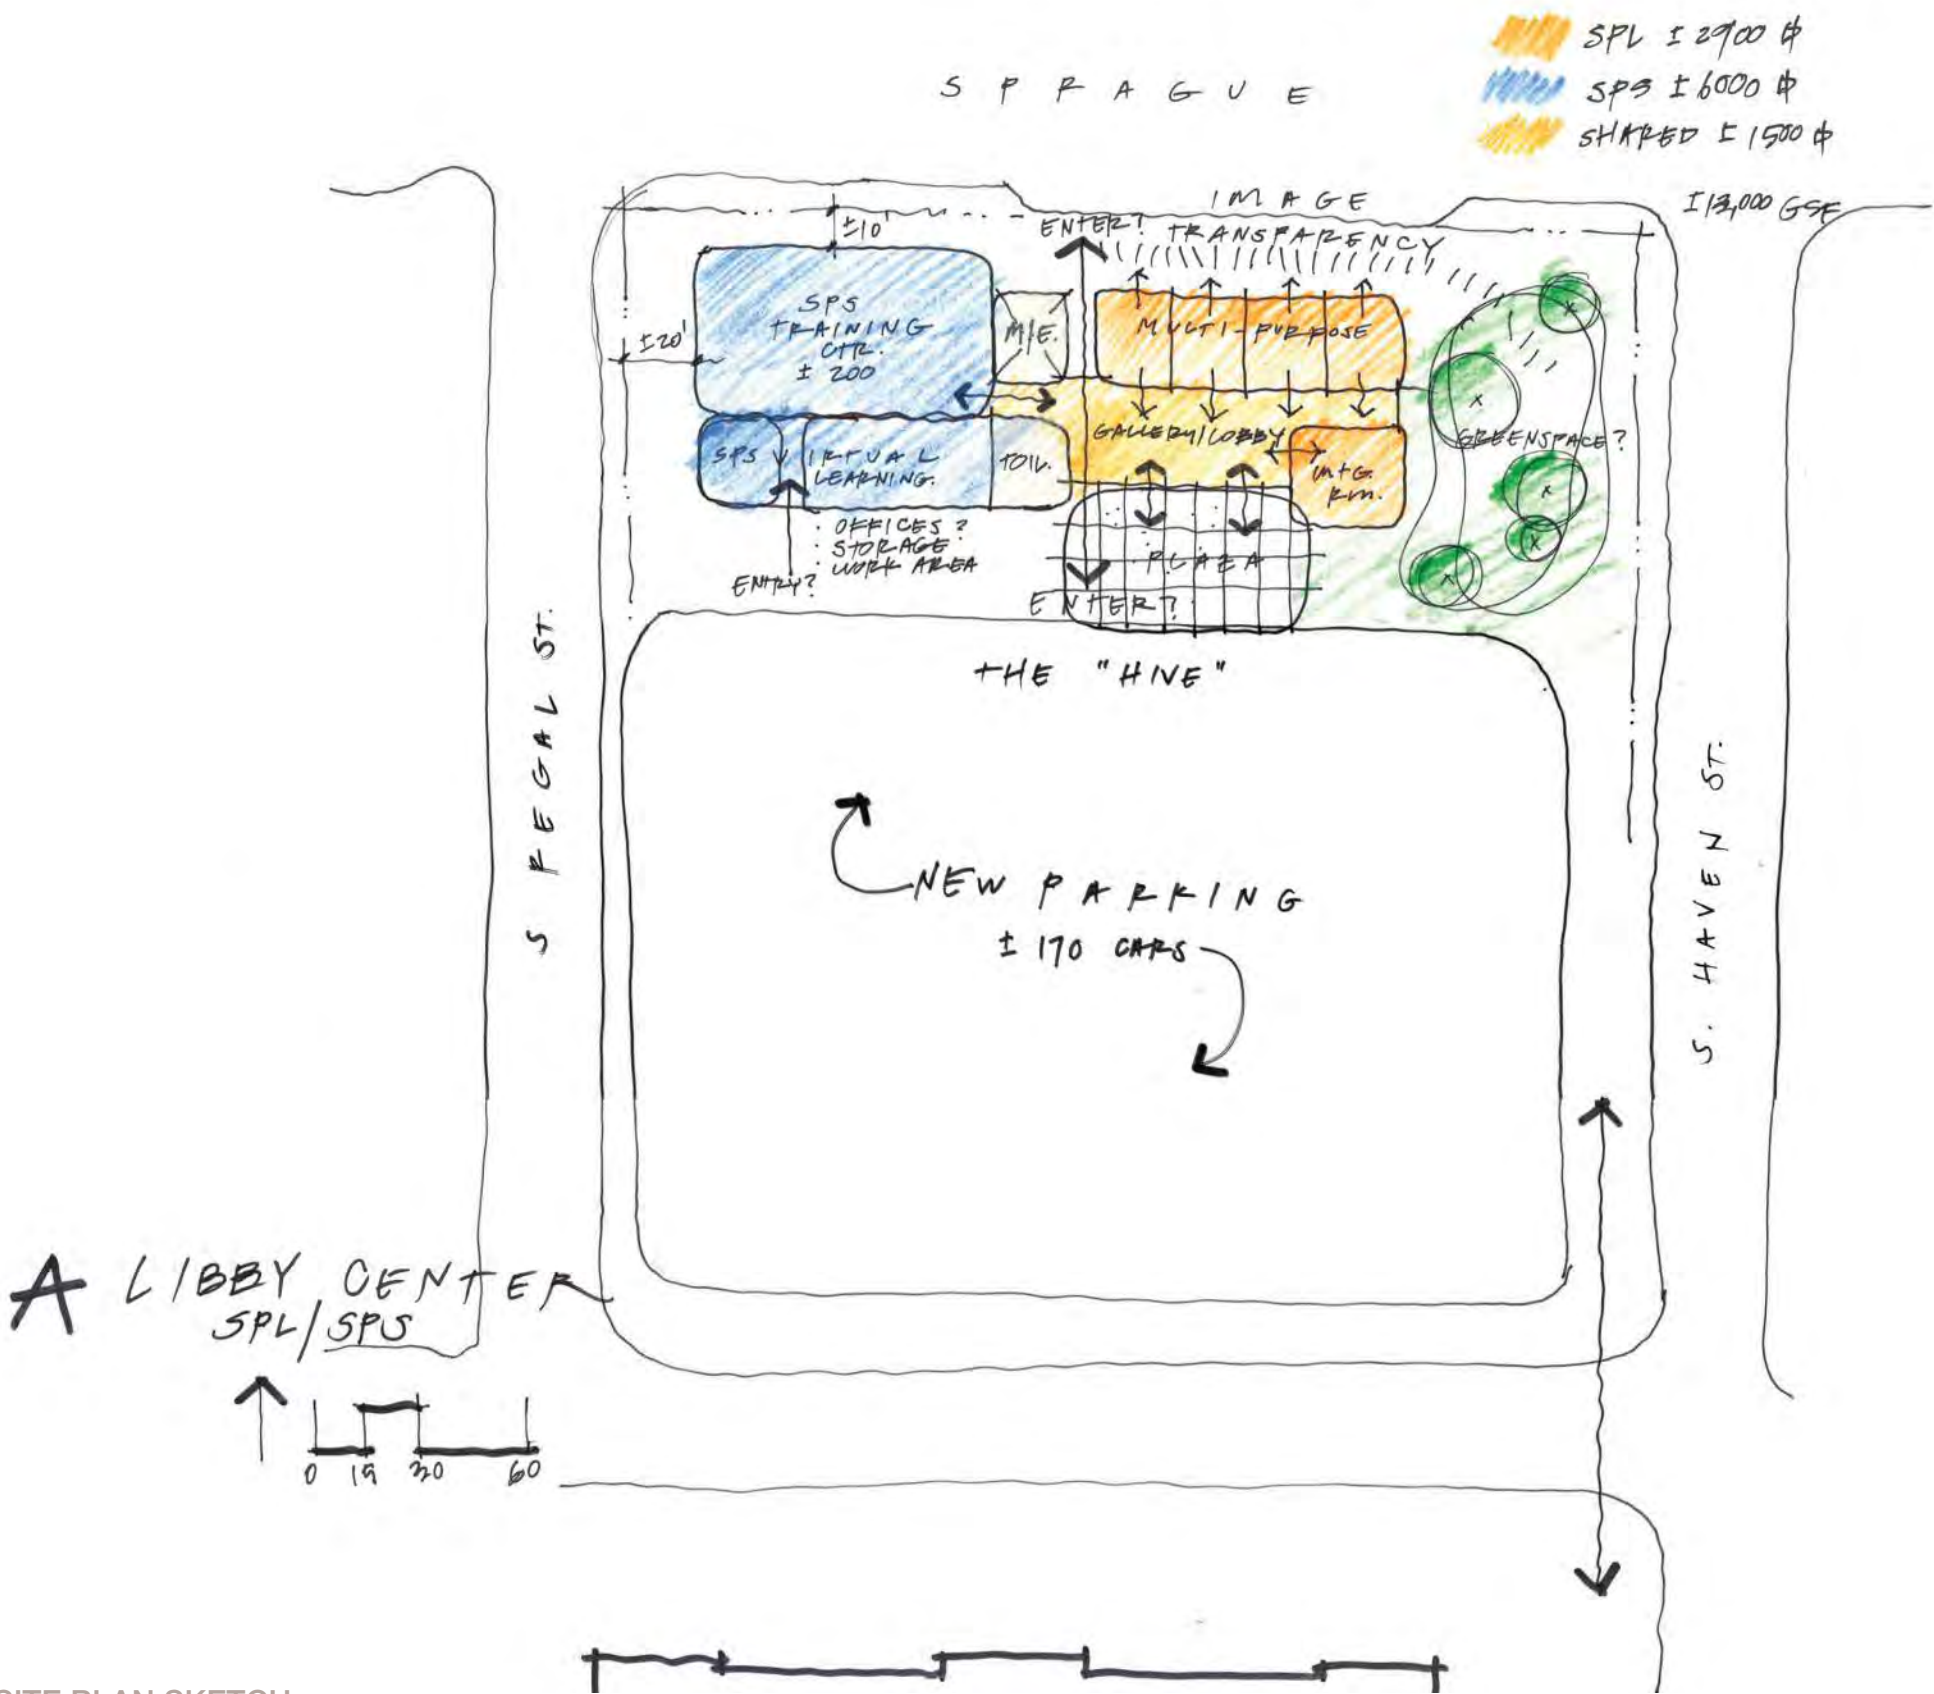 SPL ± 2900 ⏍
SPS ± 6000 ⏍
SHARED ± 1500 ⏍
± 13,000 GSF
SPRAGUE
IMAGE
TRANSPARENCY
ENTER?
±10'
±20'
SPS
TRAINING
CTR.
± 200
M/E.
MULTI-PURPOSE
GALLERY/LOBBY
MTG.
RM.
GREENSPACE?
SPS
VIRTUAL
LEARNING.
TOIL.
· OFFICES?
· STORAGE
· WORK AREA
ENTRY?
PLAZA
ENTER?
THE "HIVE"
S REGAL ST.
S. HAVEN ST.
NEW PARKING
± 170 CARS
A LIBBY CENTER
SPL/SPS
0 15 30 60